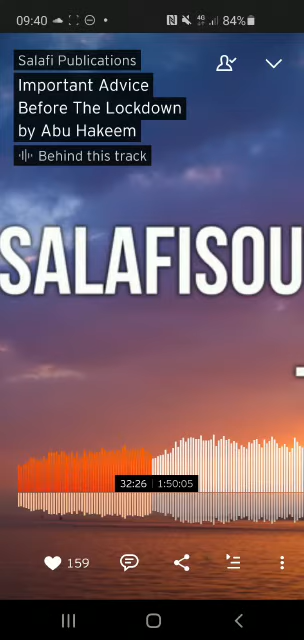 09:40
4G
84%
Salafi Publications
Important Advice
Before The Lockdown
by Abu Hakeem
Behind this track
SALAFISOU
32:26 | 1:50:05
159